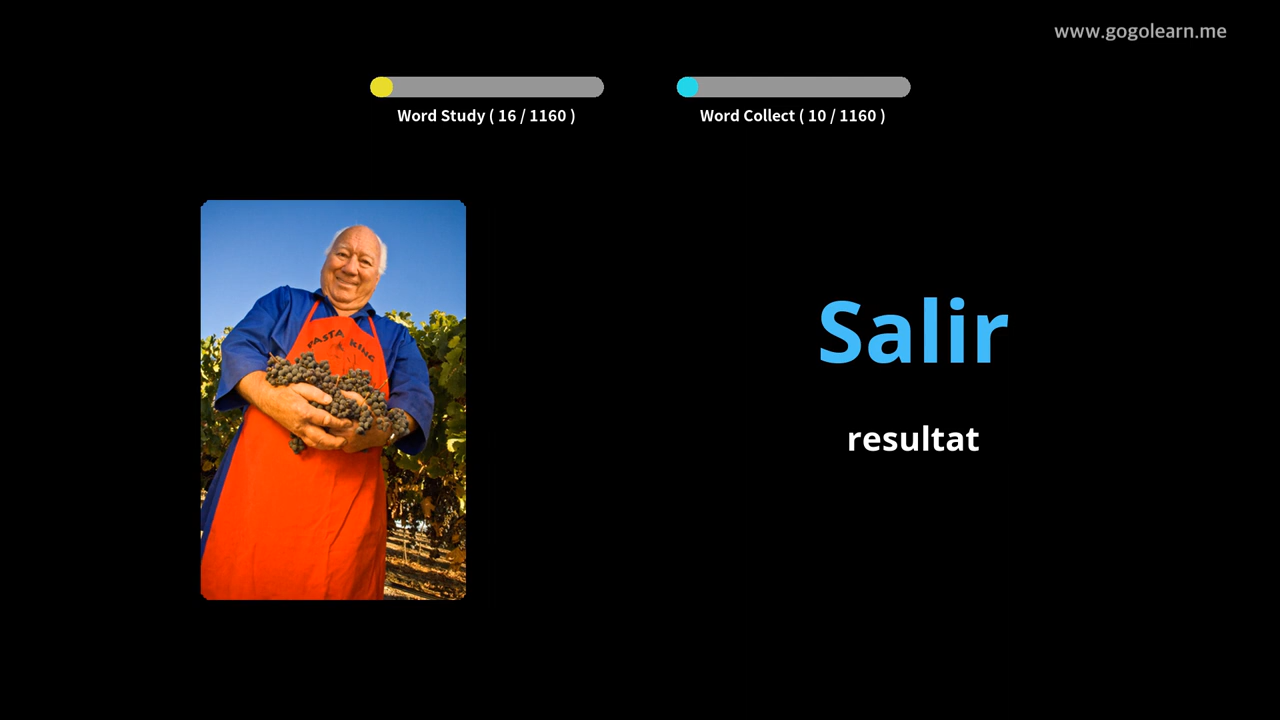 www.gogolearn.me
Word Study ( 16 / 1160 )
Word Collect ( 10 / 1160 )
PASTA KING
Salir
resultat